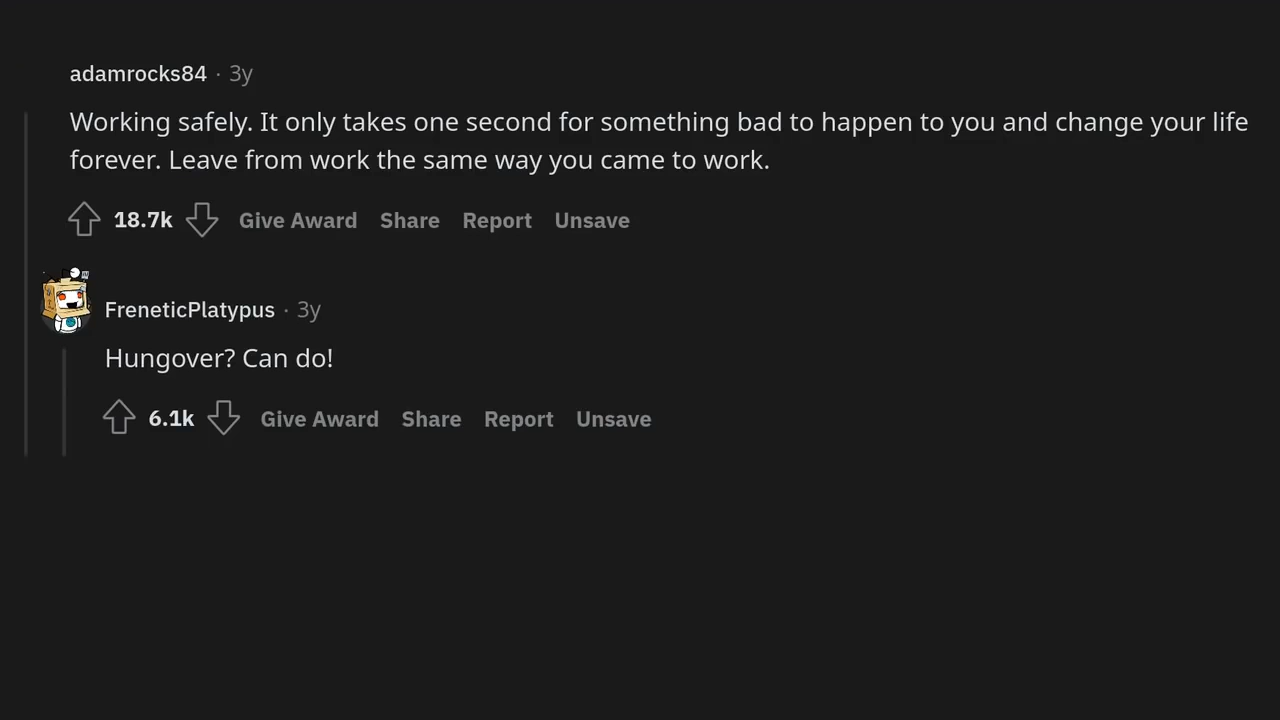 adamrocks84 · 3y
Working safely. It only takes one second for something bad to happen to you and change your life
forever. Leave from work the same way you came to work.
18.7k Give Award Share Report Unsave
FreneticPlatypus · 3y
Hungover? Can do!
6.1k Give Award Share Report Unsave